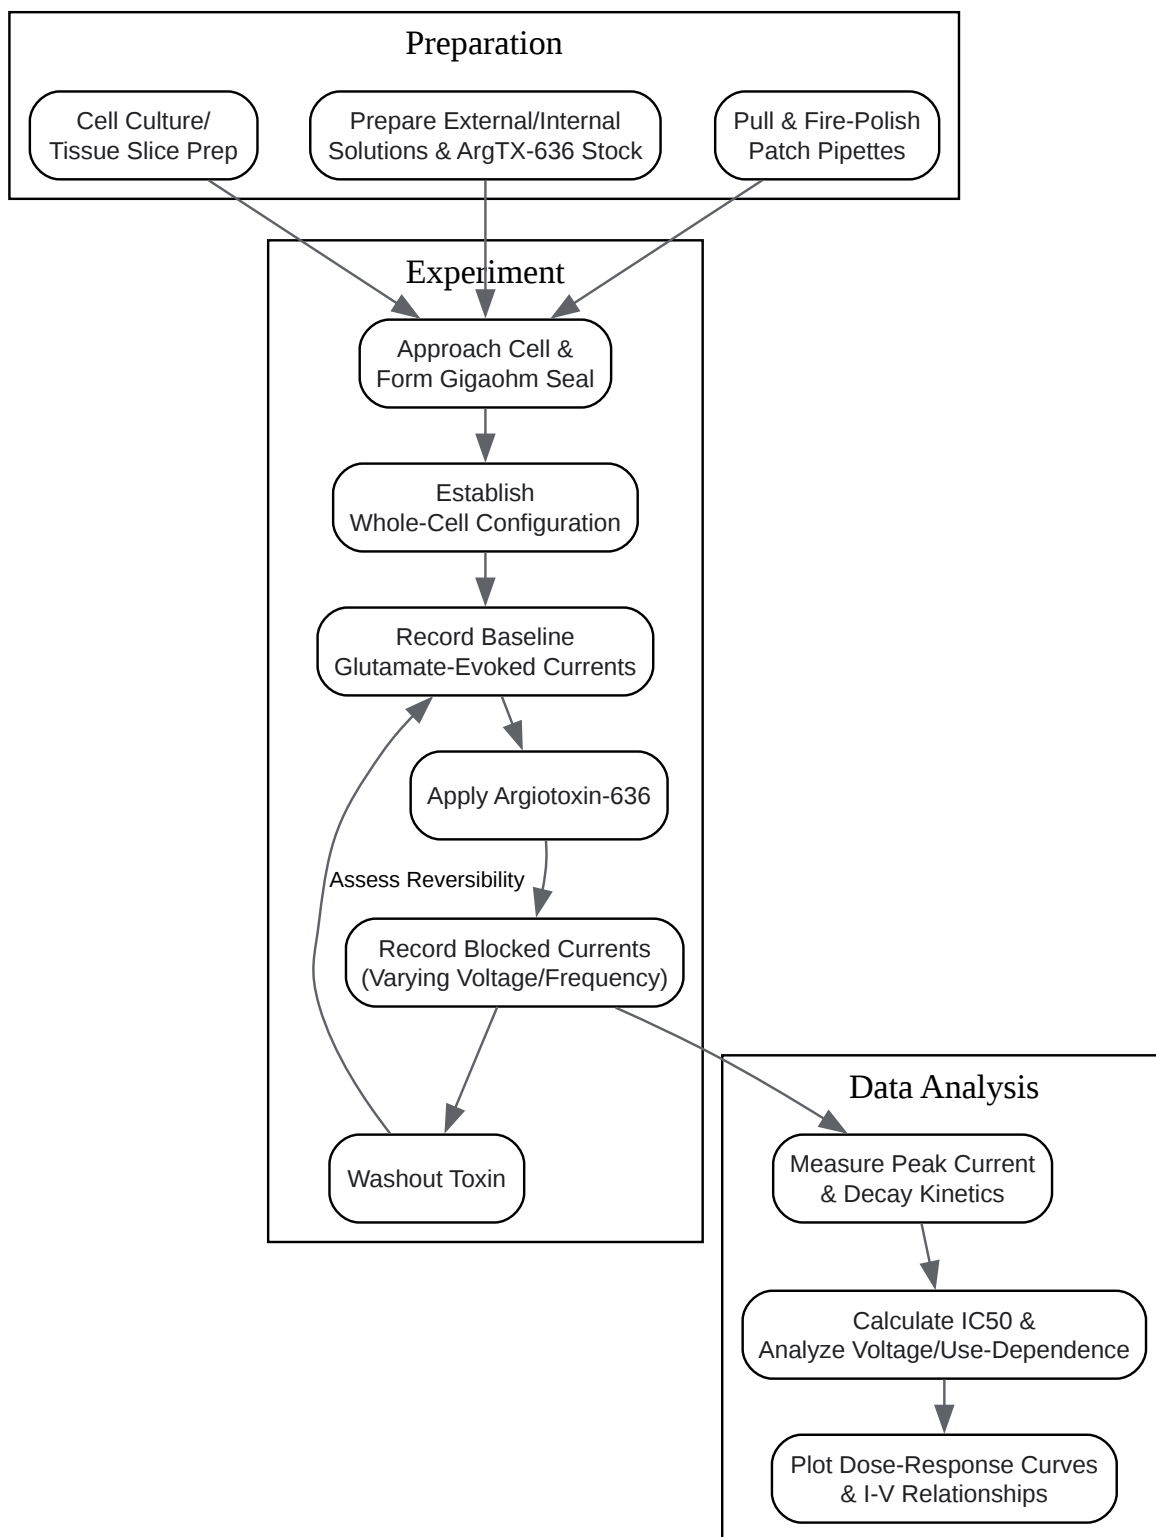 Preparation
Cell Culture/
Tissue Slice Prep
Prepare External/Internal
Solutions & ArgTX-636 Stock
Pull & Fire-Polish
Patch Pipettes
Experiment
Approach Cell &
Form Gigaohm Seal
Establish
Whole-Cell Configuration
Record Baseline
Glutamate-Evoked Currents
Apply Argiotoxin-636
Assess Reversibility
Record Blocked Currents
(Varying Voltage/Frequency)
Washout Toxin
Data Analysis
Measure Peak Current
& Decay Kinetics
Calculate IC50 &
Analyze Voltage/Use-Dependence
Plot Dose-Response Curves
& I-V Relationships